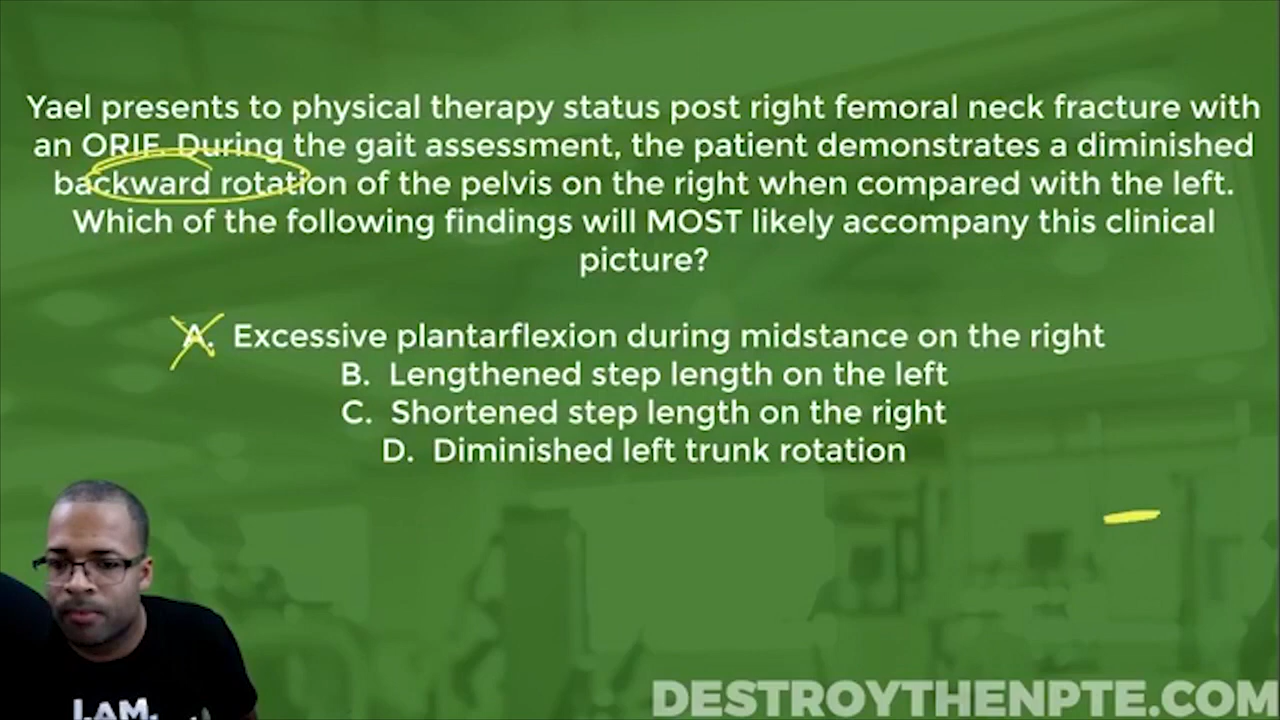 Yael presents to physical therapy status post right femoral neck fracture with
an ORIF. During the gait assessment, the patient demonstrates a diminished
backward rotation of the pelvis on the right when compared with the left.
Which of the following findings will MOST likely accompany this clinical
picture?
A. Excessive plantarflexion during midstance on the right
B. Lengthened step length on the left
C. Shortened step length on the right
D. Diminished left trunk rotation
I.AM.
DESTROYTHENPTE.COM